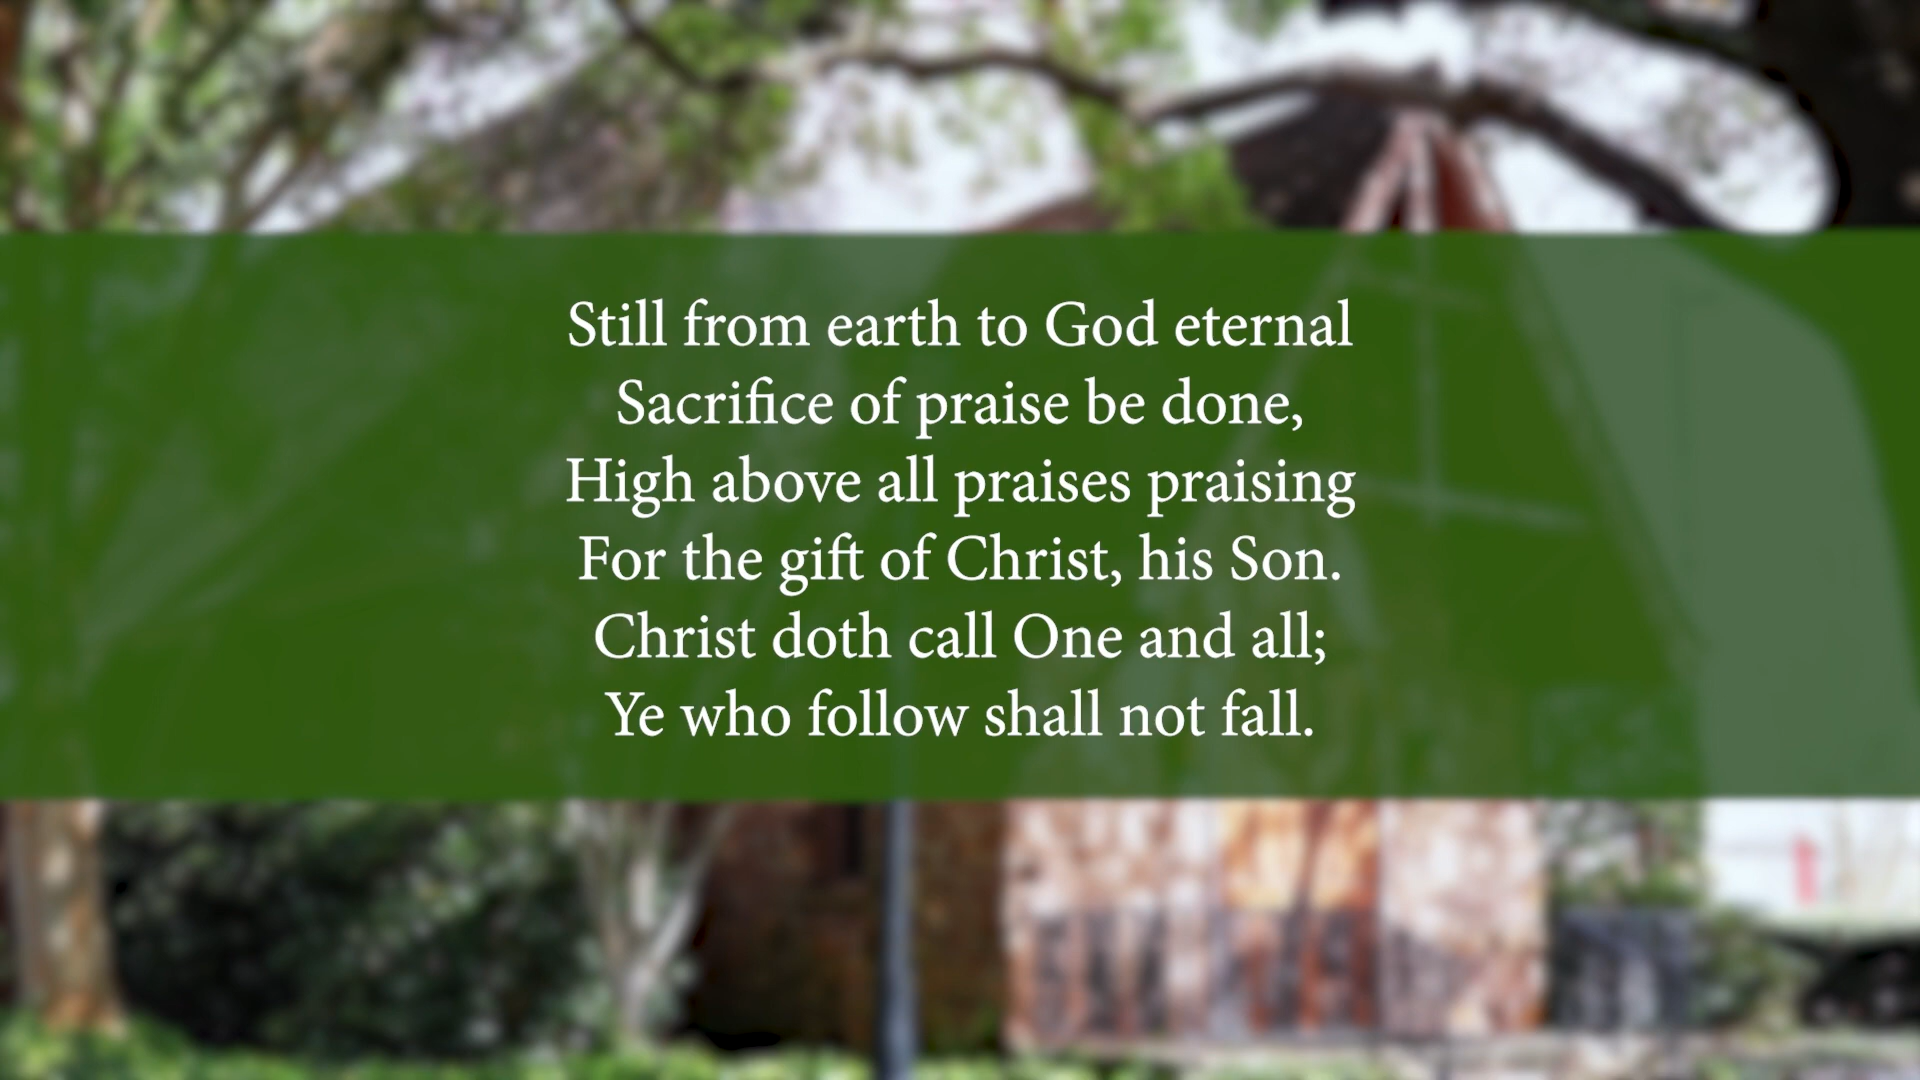 Still from earth to God eternal
Sacrifice of praise be done,
High above all praises praising
For the gift of Christ, his Son.
Christ doth call One and all;
Ye who follow shall not fall.